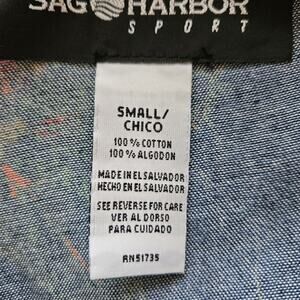 SAG HARBOR
SPORT
SMALL/
CHICO
100% COTTON
100% ALGODON
MADE IN EL SALVADOR
HECHO EN EL SALVADOR
SEE REVERSE FOR CARE
VER AL DORSO
PARA CUIDADO
RN51735